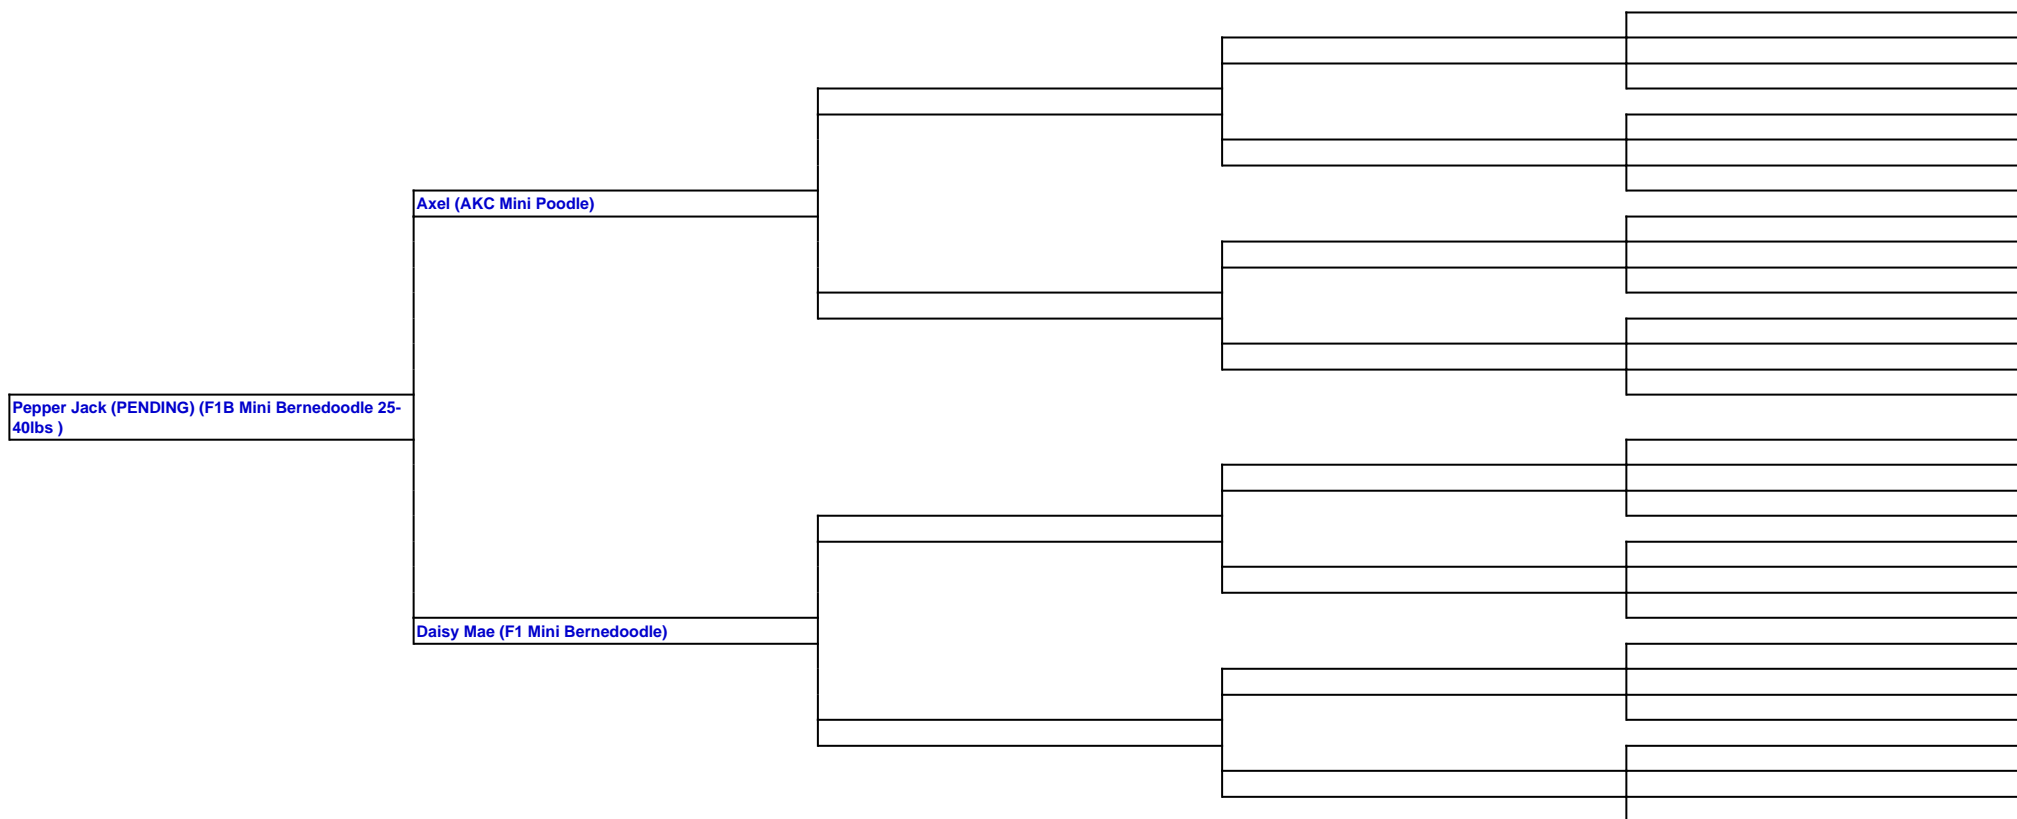 Axel (AKC Mini Poodle)
Pepper Jack (PENDING) (F1B Mini Bernedoodle 25-
40lbs )
Daisy Mae (F1 Mini Bernedoodle)